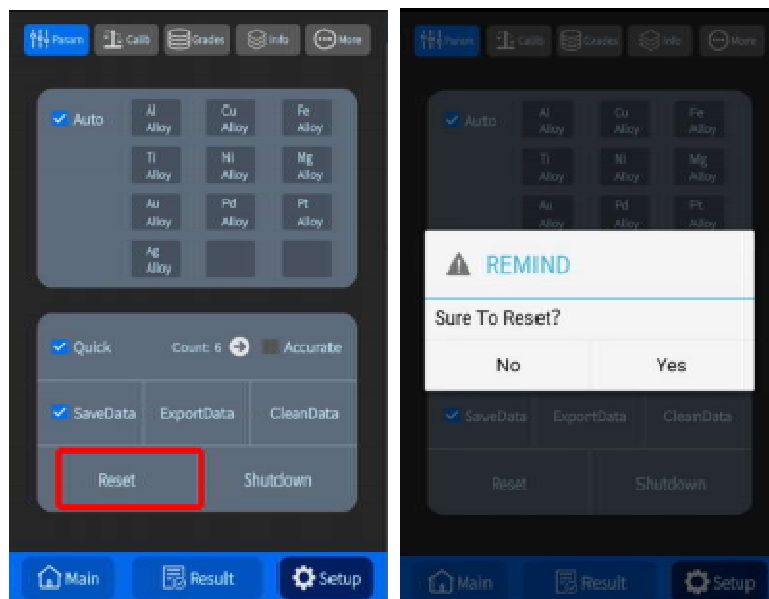 Param Calib Grades Info More
Auto
Al Alloy Cu Alloy Fe Alloy
Ti Alloy Ni Alloy Mg Alloy
Au Alloy Pd Alloy Pt Alloy
Ag Alloy
Quick Count: 6 Accurate
SaveData ExportData CleanData
Reset Shutdown
Main Result Setup
Param Calib Grades Info More
Auto
Al Alloy Cu Alloy Fe Alloy
Ti Alloy Ni Alloy Mg Alloy
Au Alloy Pd Alloy Pt Alloy
REMIND
Sure To Reset?
No Yes
SaveData ExportData CleanData
Reset Shutdown
Main Result Setup